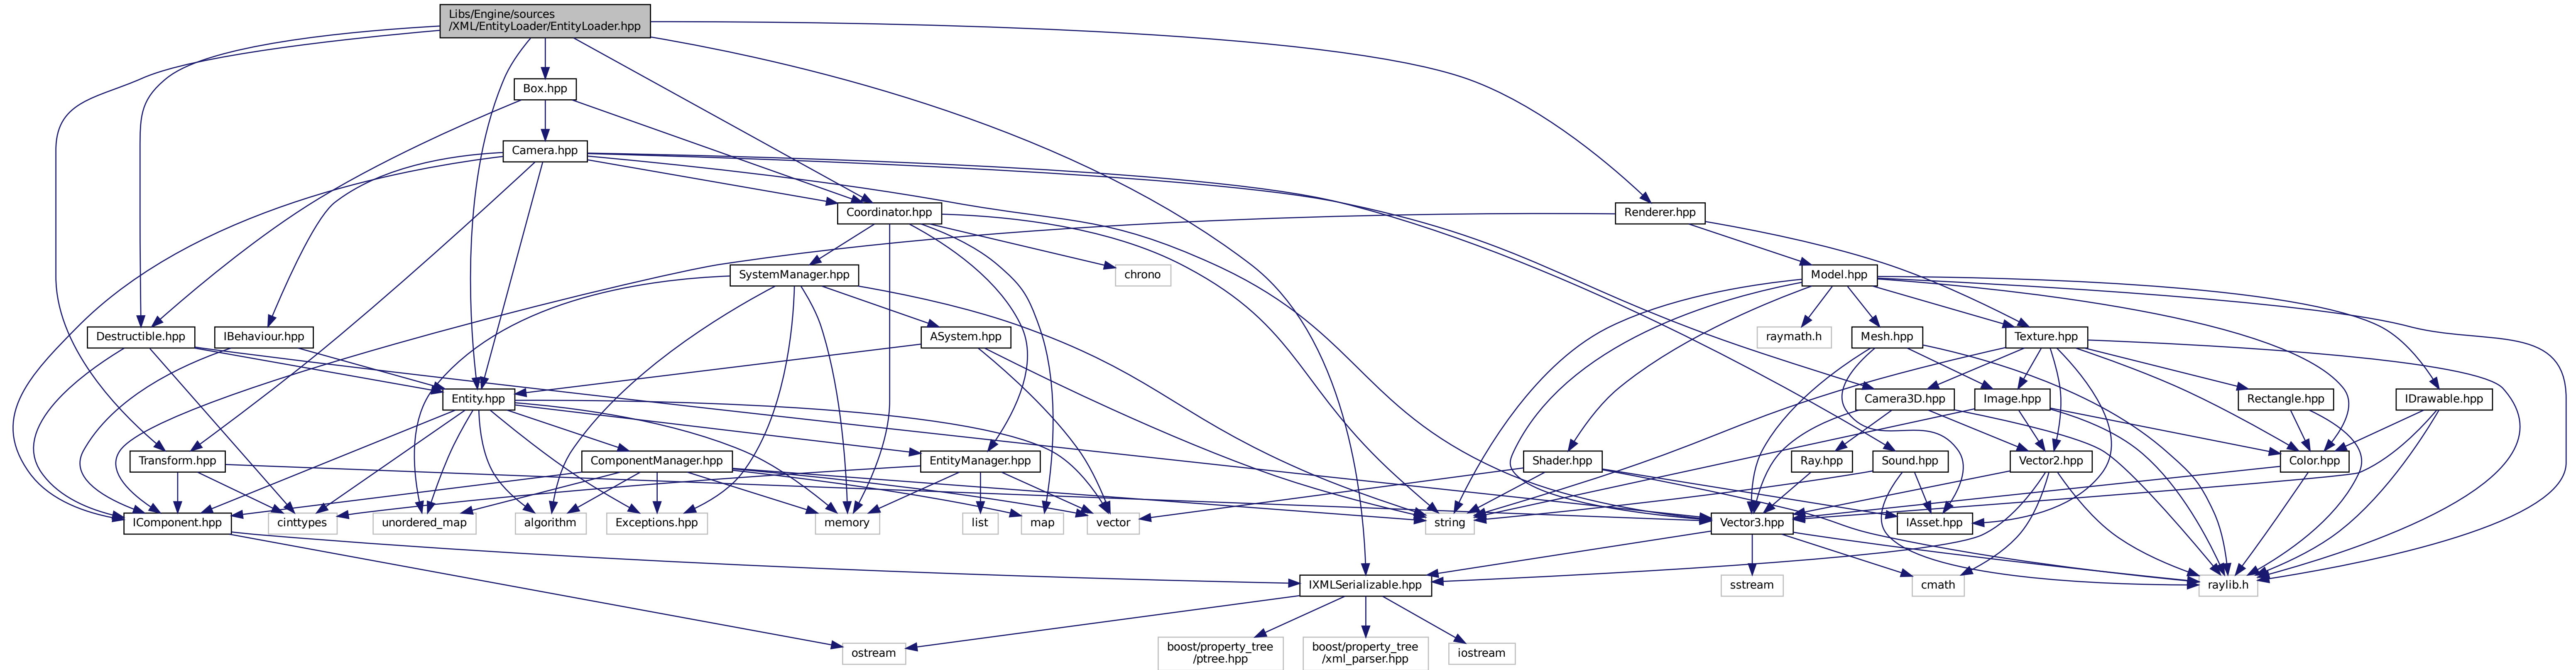 Libs/Engine/sources
/XML/EntityLoader/EntityLoader.hpp
Box.hpp
Camera.hpp
Coordinator.hpp
Renderer.hpp
SystemManager.hpp
chrono
Model.hpp
Destructible.hpp
IBehaviour.hpp
ASystem.hpp
raymath.h
Mesh.hpp
Texture.hpp
Entity.hpp
Camera3D.hpp
Image.hpp
Rectangle.hpp
IDrawable.hpp
Transform.hpp
ComponentManager.hpp
EntityManager.hpp
Shader.hpp
Ray.hpp
Sound.hpp
Vector2.hpp
Color.hpp
IComponent.hpp
cinttypes
unordered_map
algorithm
Exceptions.hpp
memory
list
map
vector
string
Vector3.hpp
IAsset.hpp
IXMLSerializable.hpp
sstream
cmath
raylib.h
ostream
boost/property_tree
/ptree.hpp
boost/property_tree
/xml_parser.hpp
iostream